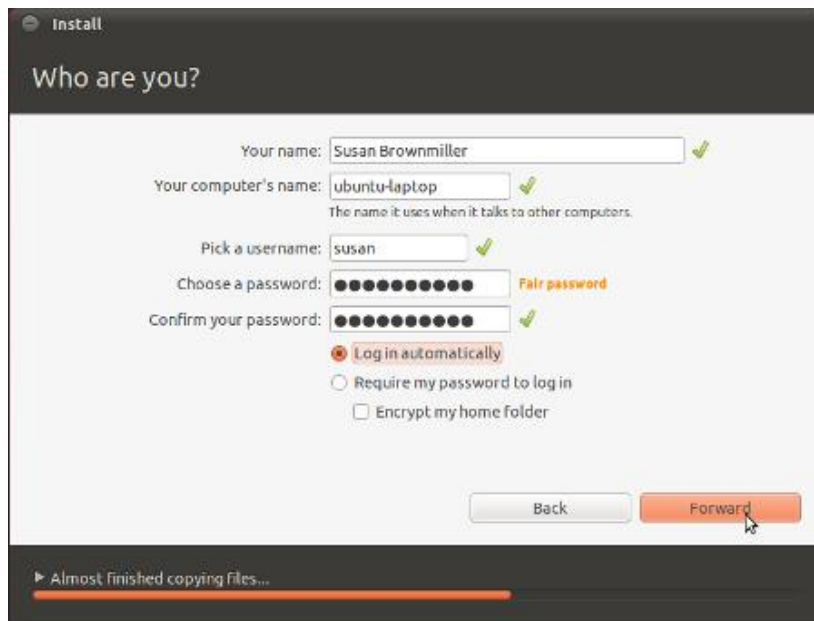 Install
Who are you?
Your name: Susan Brownmiller
Your computer's name: ubuntu-laptop
The name it uses when it talks to other computers.
Pick a username: susan
Choose a password: ●●●●●●●●●● Fair password
Confirm your password: ●●●●●●●●●●
Log in automatically
Require my password to log in
Encrypt my home folder
Back Forward
Almost finished copying files...